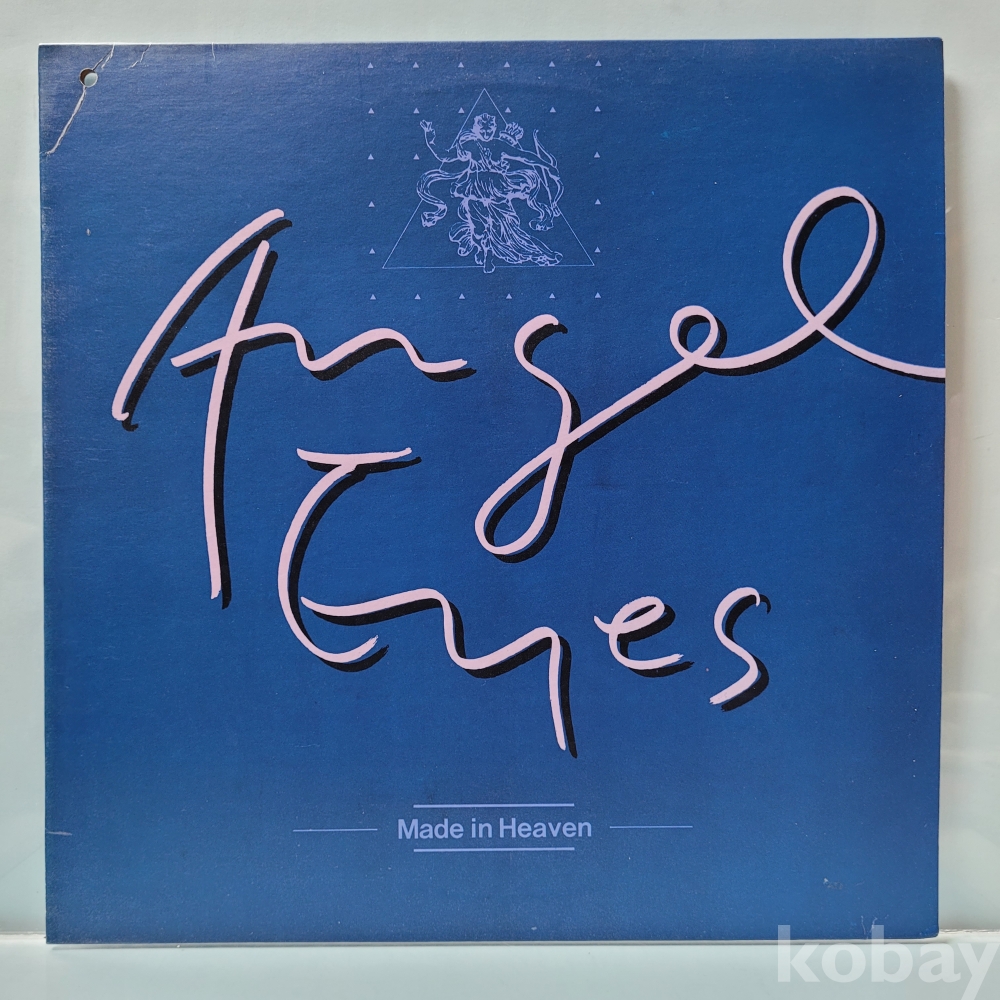 Angel
Eyes
Made in Heaven
kobay